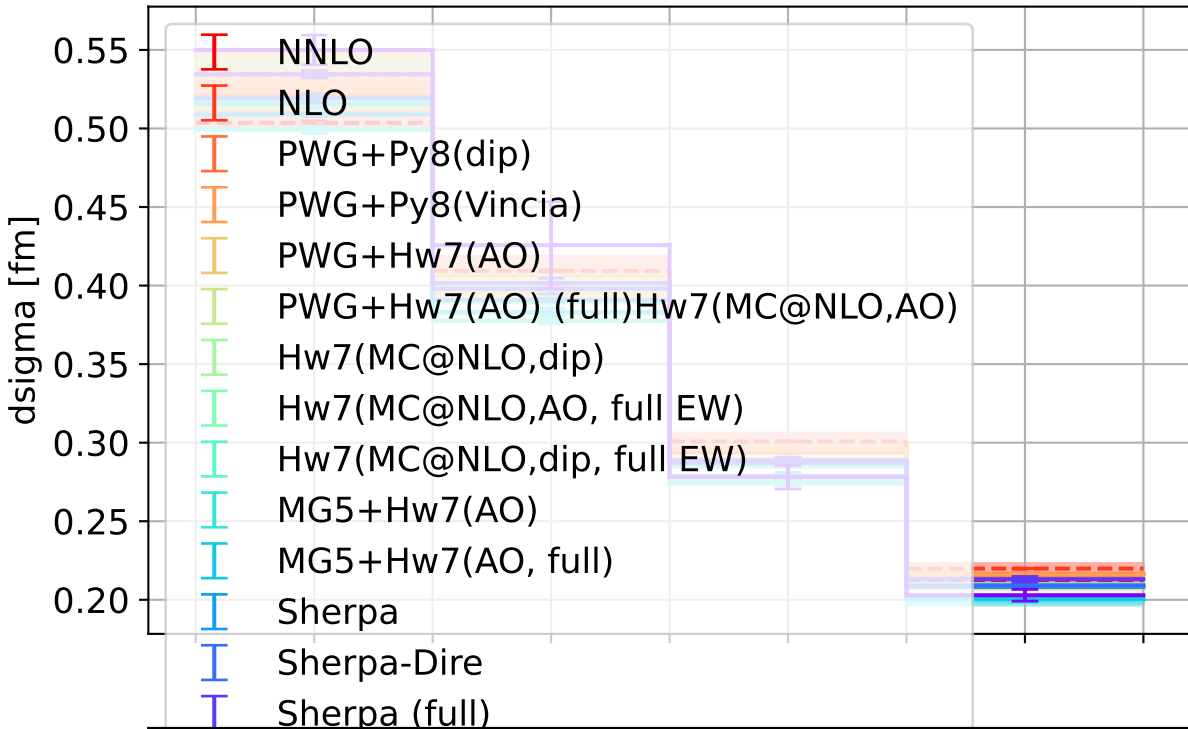 0.55
0.50
0.45
0.40
0.35
0.30
0.25
0.20
dsigma [fm]
NNLO
NLO
PWG+Py8(dip)
PWG+Py8(Vincia)
PWG+Hw7(AO)
PWG+Hw7(AO) (full)Hw7(MC@NLO,AO)
Hw7(MC@NLO,dip)
Hw7(MC@NLO,AO, full EW)
Hw7(MC@NLO,dip, full EW)
MG5+Hw7(AO)
MG5+Hw7(AO, full)
Sherpa
Sherpa-Dire
Sherpa (full)